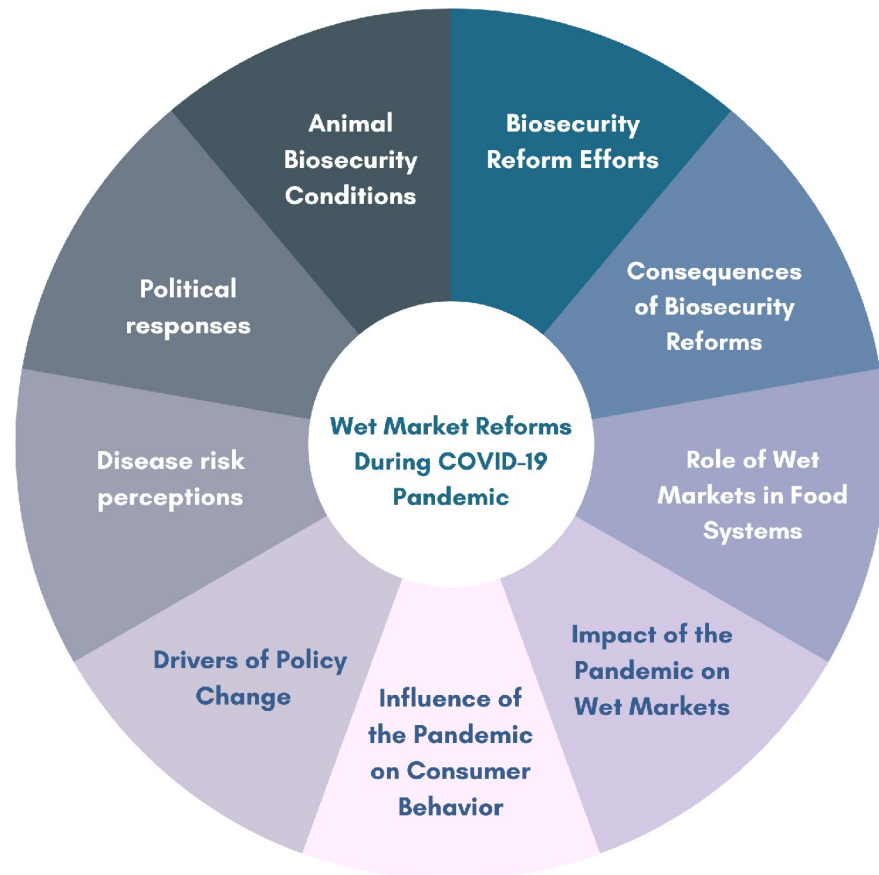 Animal
Biosecurity
Conditions
Biosecurity
Reform Efforts
Consequences
of Biosecurity
Reforms
Role of Wet
Markets in Food
Systems
Impact of the
Pandemic on
Wet Markets
Influence of
the Pandemic
on Consumer
Behavior
Drivers of Policy
Change
Disease risk
perceptions
Political
responses
Wet Market Reforms
During COVID-19
Pandemic